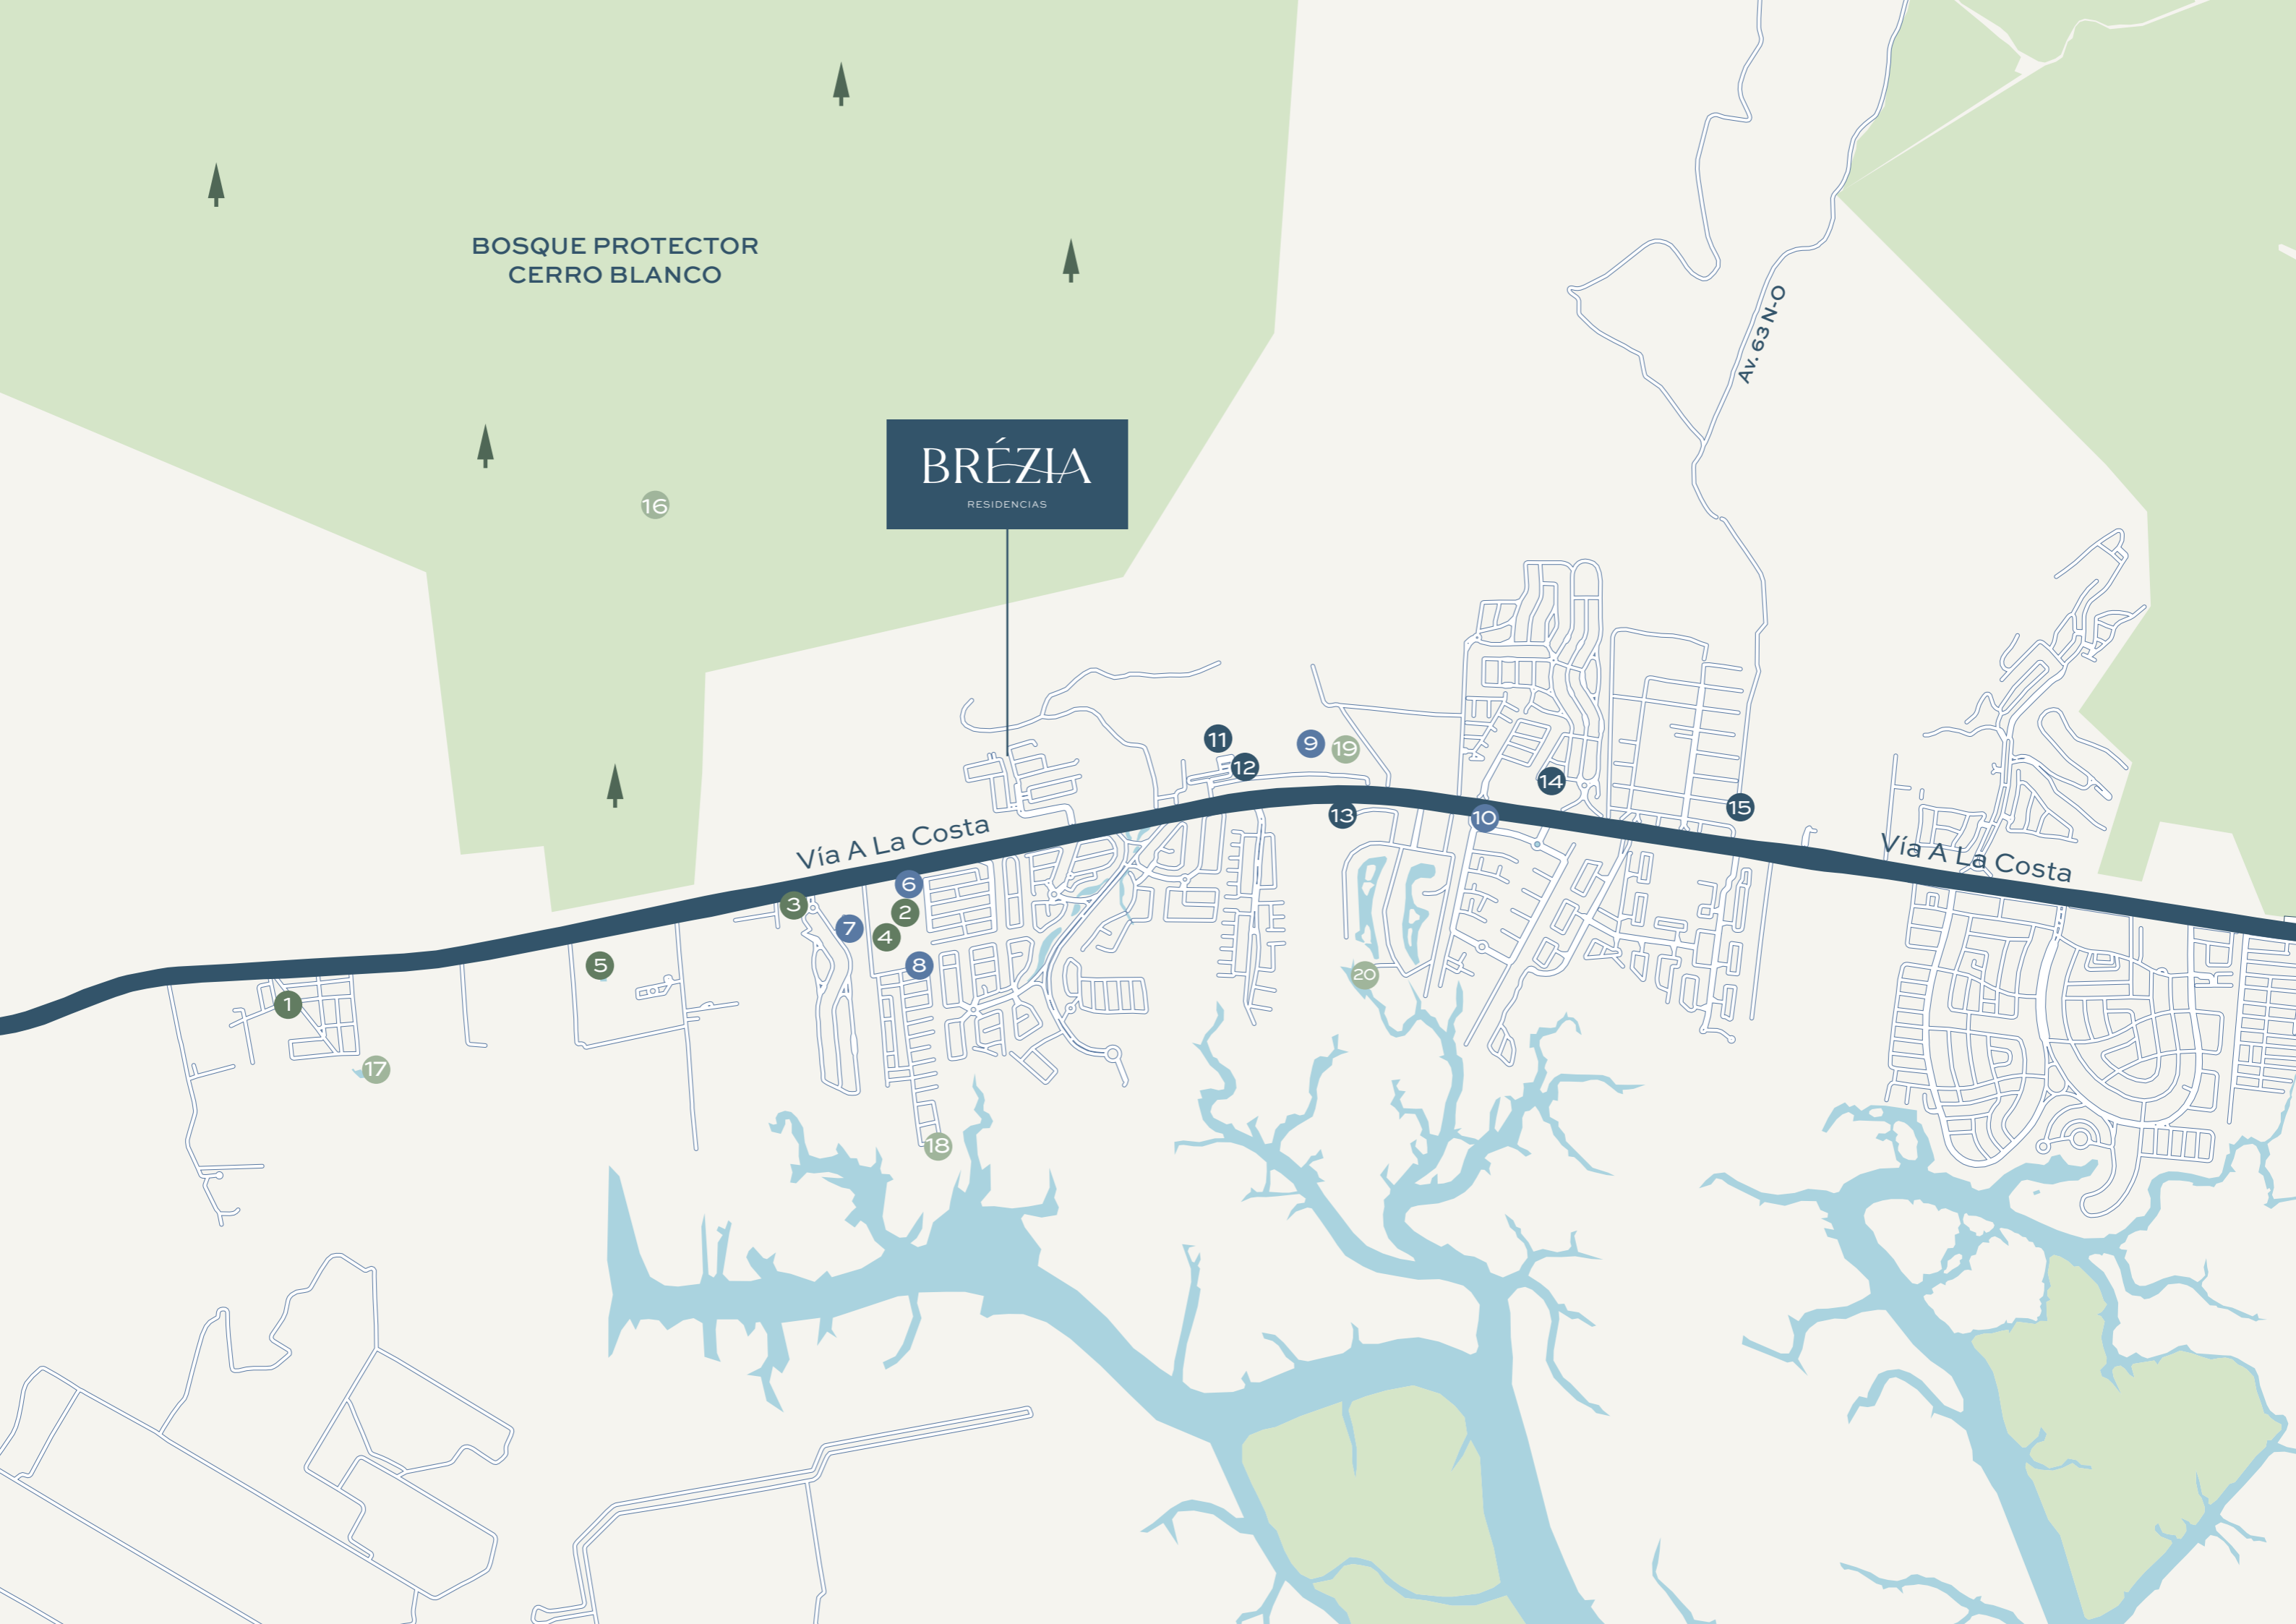 Av. 63 N-O
BOSQUE PROTECTOR
CERRO BLANCO
BRÉZIA
RESIDENCIAS
16
11
9
19
12
14
15
13
10
Vía A La Costa
Vía A La Costa
6
3
2
7
4
8
5
20
1
17
18